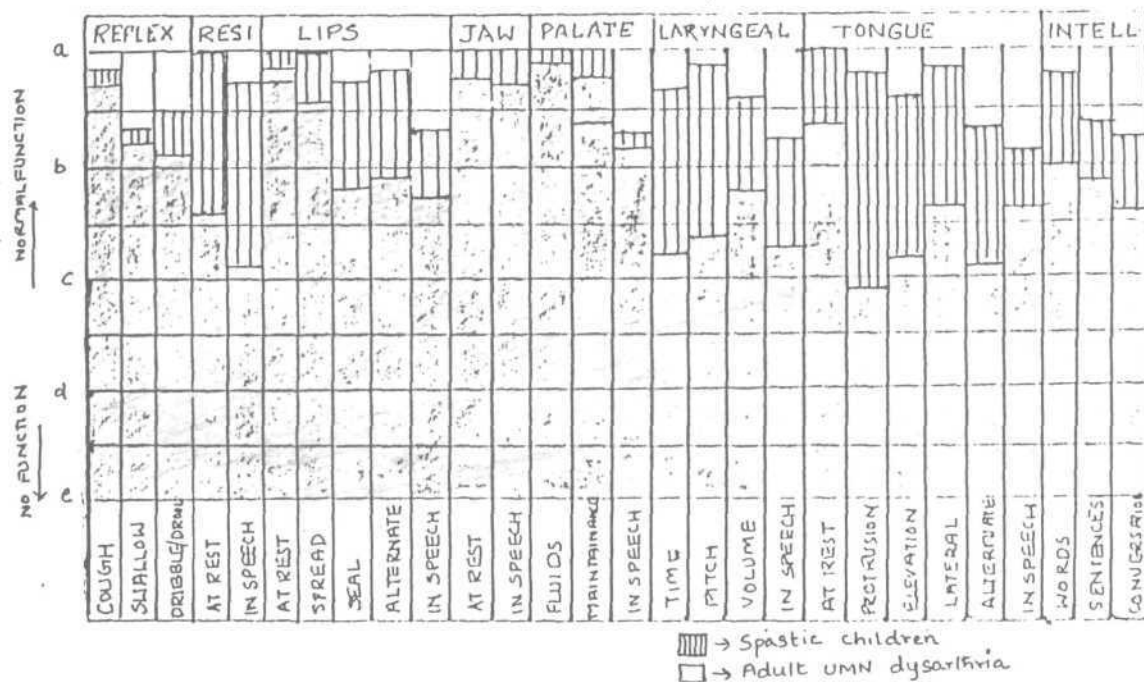 REFLEX RESI LIPS JAW PALATE LARYNGEAL TONGUE INTELL
a
b
c
d
e
NORMAL FUNCTION
NO FUNCTION
COUGH
SWALLOW
DRIBBLE/DROOL
AT REST
IN SPEECH
AT REST
SPREAD
SEAL
ALTERNATE
IN SPEECH
AT REST
IN SPEECH
FLUIDS
IN SPEECH
TIME
PITCH
VOLUME
IN SPEECH
AT REST
PROTRUSION
ELEVATION
LATERAL
ALTERNATE
IN SPEECH
WORDS
SENTENCES
→ Spastic children
→ Adult UMN dysarthria